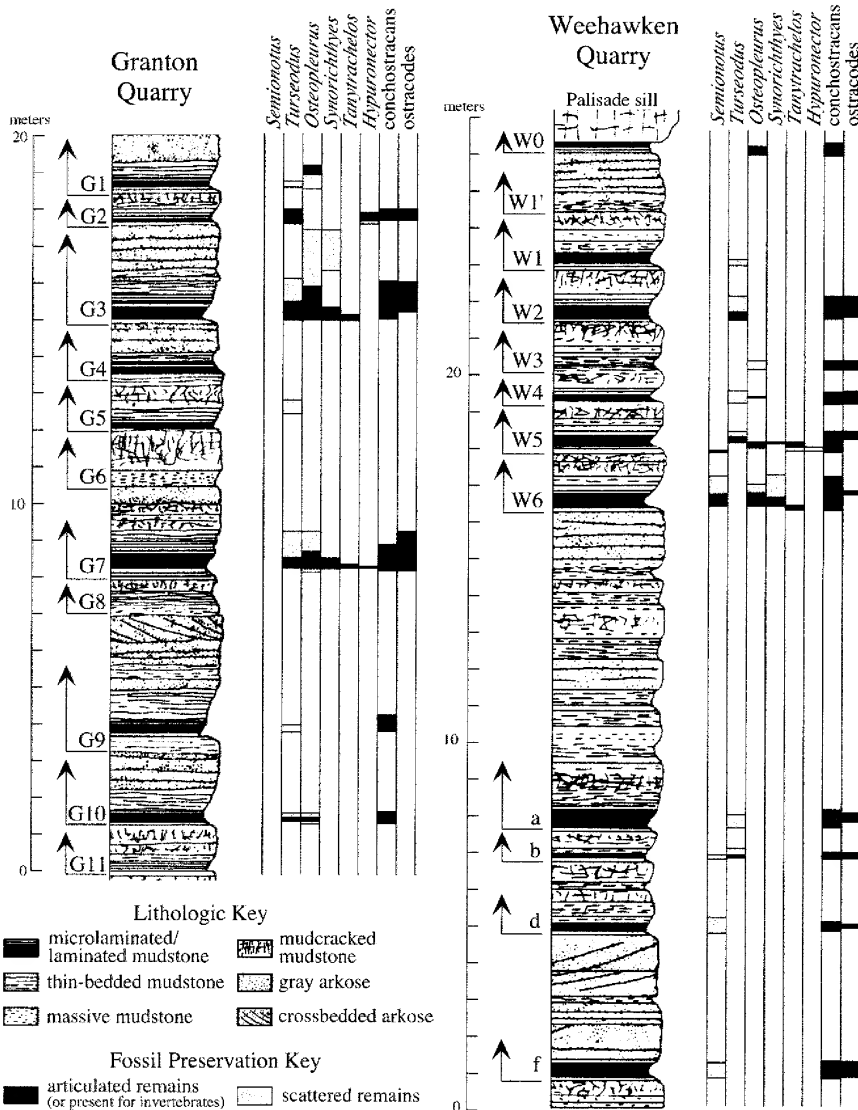 Granton
Quarry
meters
20
10
0
Semionotus
Turseodus
Osteopleurus
Synorichthyes
Tanytrachelos
Hypuronector
conchostracans
ostracodes
G1
G2
G3
G4
G5
G6
G7
G8
G9
G10
G11
Weehawken
Quarry
meters
Palisade sill
20
10
0
Semionotus
Turseodus
Osteopleurus
Synorichthyes
Tanytrachelos
Hypuronector
conchostracans
ostracodes
W0
W1'
W1
W2
W3
W4
W5
W6
a
b
d
f
Lithologic Key
microlaminated/
laminated mudstone
mudcracked
mudstone
thin-bedded mudstone
gray arkose
massive mudstone
crossbedded arkose
Fossil Preservation Key
articulated remains
(or present for invertebrates)
scattered remains